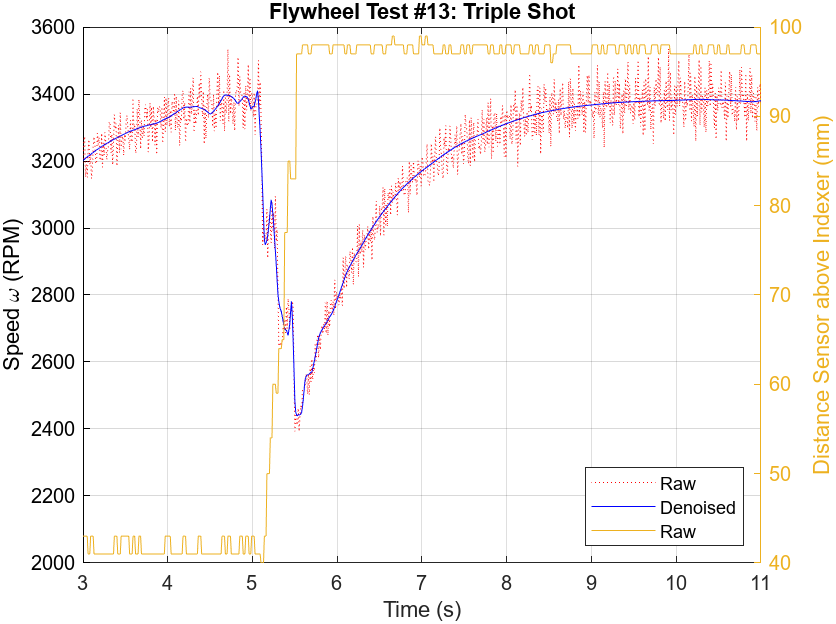 Flywheel Test #13: Triple Shot
Speed ω (RPM)
3600
3400
3200
3000
2800
2600
2400
2200
2000
100
90
80
70
60
50
40
Distance Sensor above Indexer (mm)
Raw
Denoised
Raw
3 4 5 6 7 8 9 10 11
Time (s)